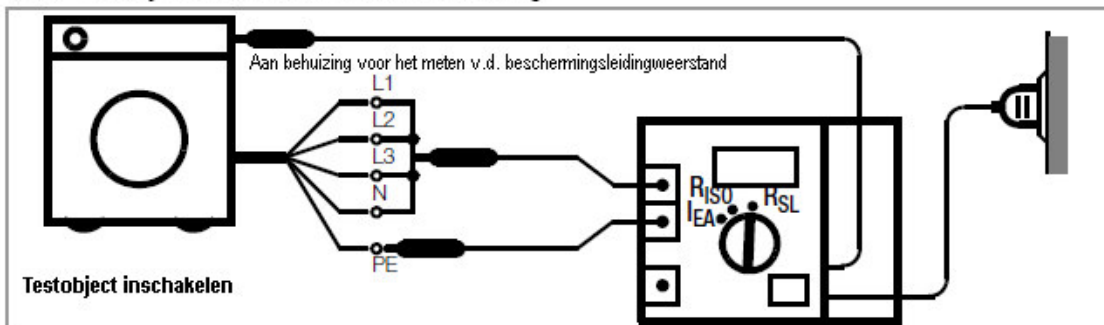 Aan behuizing voor het meten v.d. beschermingsleidingweerstand
L1
L2
L3
N
PE
RISO
RSL
IEA
Testobject inschakelen